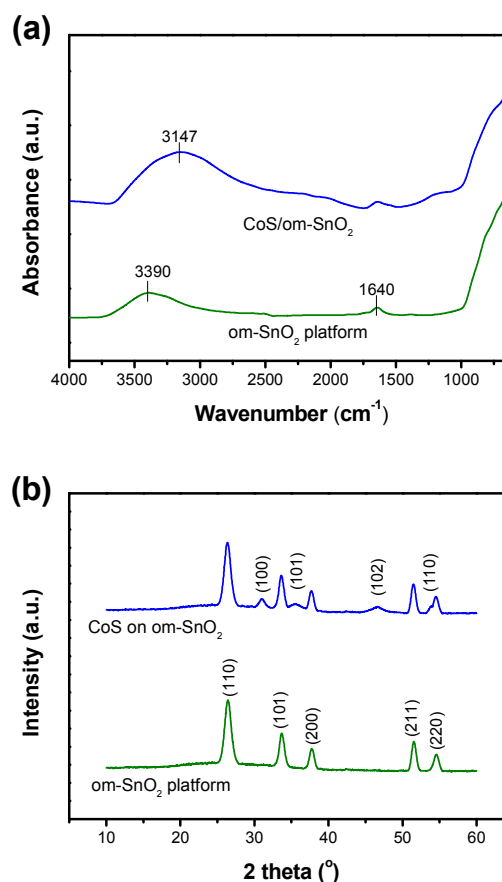 (a)
Absorbance (a.u.)
3147
CoS/om-SnO₂
3390
1640
om-SnO₂ platform
4000 3500 3000 2500 2000 1500 1000
Wavenumber (cm⁻¹)
(b)
Intensity (a.u.)
(100)
(101)
(102)
(110)
CoS on om-SnO₂
(110)
(101)
(200)
(211)
(220)
om-SnO₂ platform
10 20 30 40 50 60
2 theta (°)